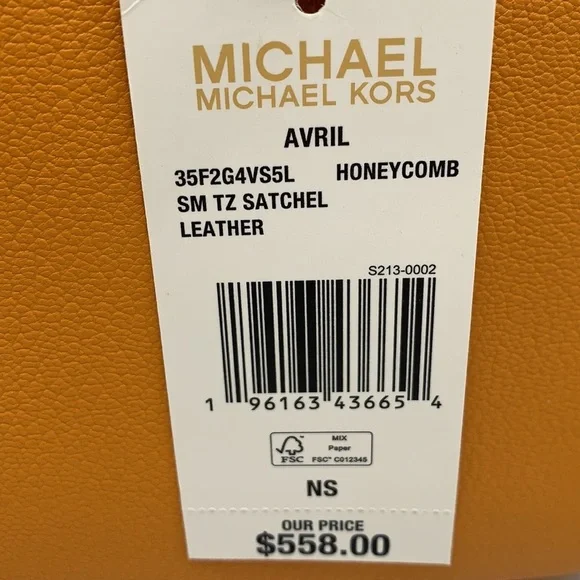 MICHAEL
MICHAEL KORS
AVRIL
35F2G4VS5L HONEYCOMB
SM TZ SATCHEL
LEATHER
S213-0002
1 96163 43665 4
MIX
Paper
FSC™ C012345
FSC
NS
OUR PRICE
$558.00